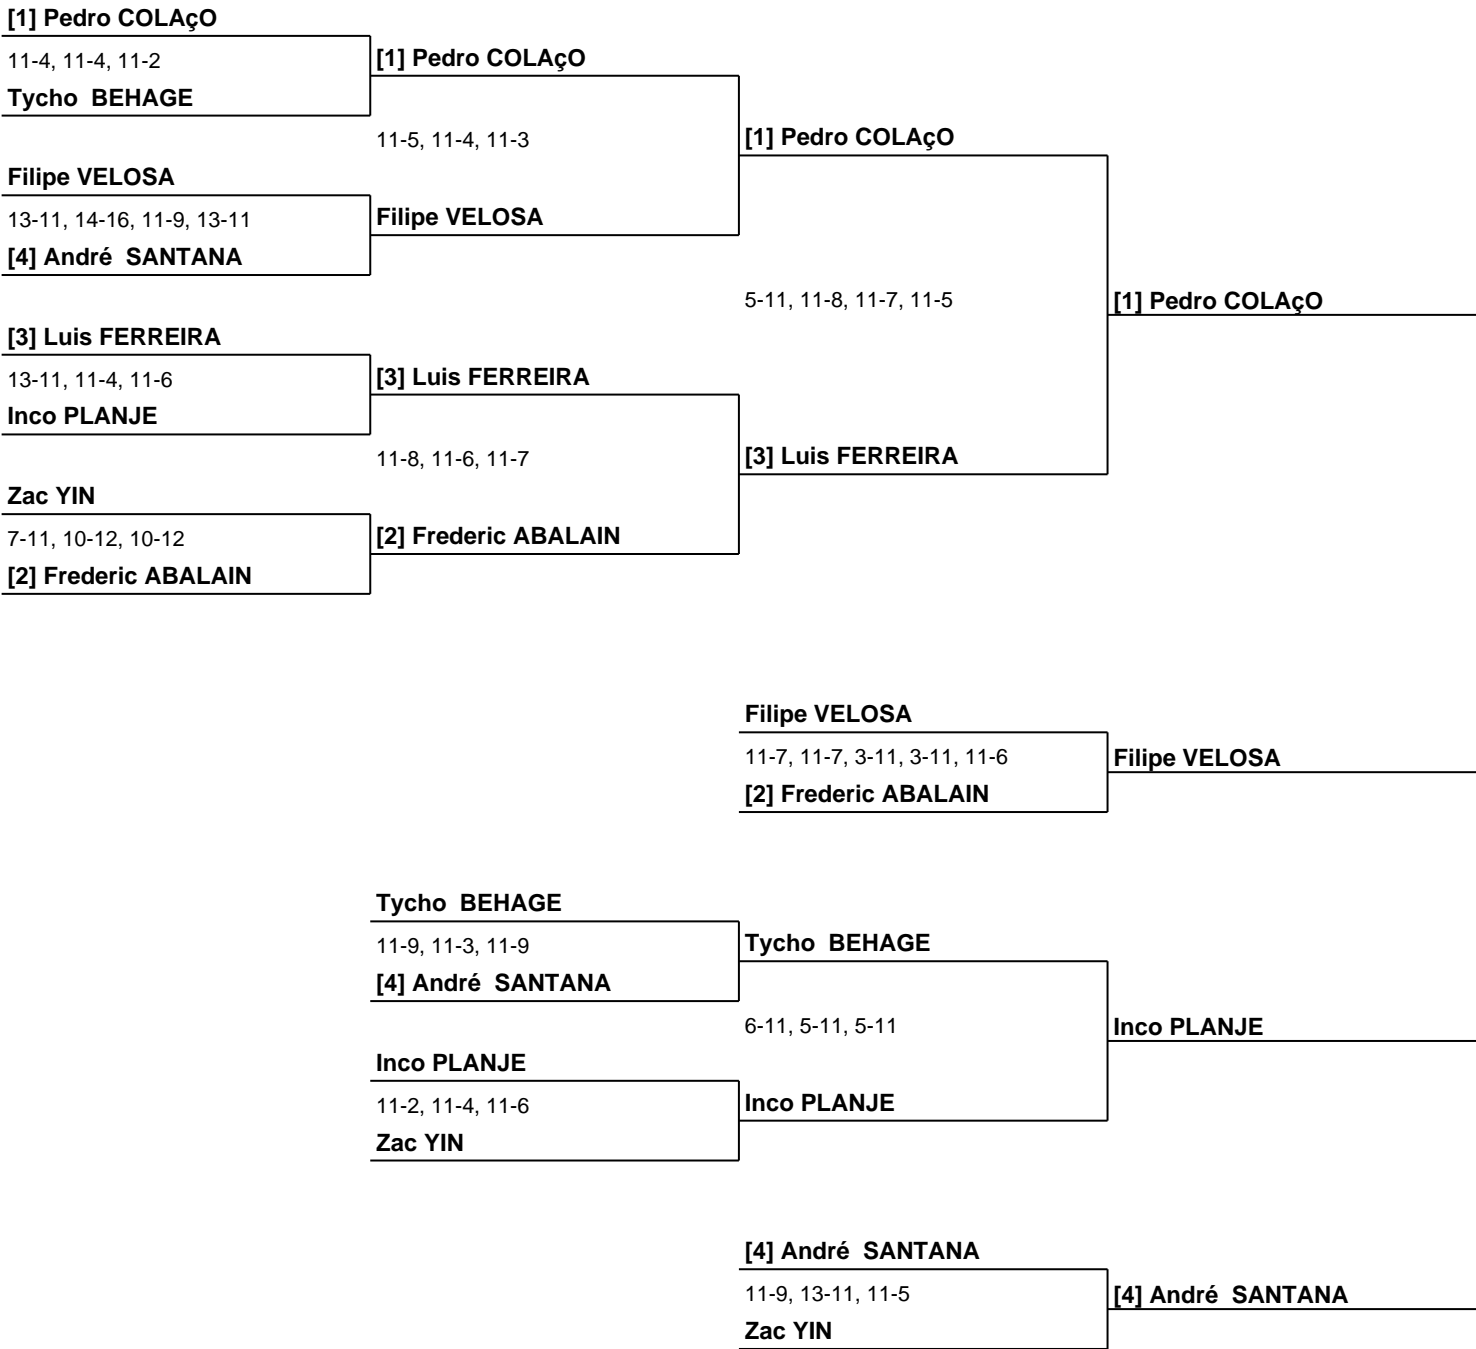 [1] Pedro COLAçO
11-4, 11-4, 11-2
[1] Pedro COLAçO
Tycho  BEHAGE
11-5, 11-4, 11-3
[1] Pedro COLAçO
Filipe VELOSA
13-11, 14-16, 11-9, 13-11
Filipe VELOSA
[4] André  SANTANA
5-11, 11-8, 11-7, 11-5
[1] Pedro COLAçO
[3] Luis FERREIRA
13-11, 11-4, 11-6
[3] Luis FERREIRA
Inco PLANJE
11-8, 11-6, 11-7
[3] Luis FERREIRA
Zac YIN
7-11, 10-12, 10-12
[2] Frederic ABALAIN
[2] Frederic ABALAIN
Filipe VELOSA
11-7, 11-7, 3-11, 3-11, 11-6
Filipe VELOSA
[2] Frederic ABALAIN
Tycho  BEHAGE
11-9, 11-3, 11-9
Tycho  BEHAGE
[4] André  SANTANA
6-11, 5-11, 5-11
Inco PLANJE
Inco PLANJE
11-2, 11-4, 11-6
Inco PLANJE
Zac YIN
[4] André  SANTANA
11-9, 13-11, 11-5
[4] André  SANTANA
Zac YIN